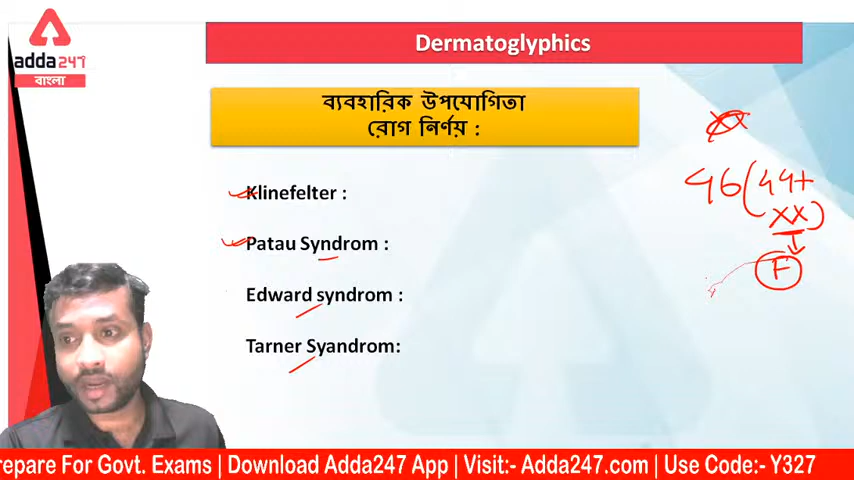 adda247
বাংলা
Dermatoglyphics
ব্যবহারিক উপযোগিতা
রোগ নির্ণয় :
Klinefelter :
Patau Syndrom :
Edward syndrom :
Tarner Syandrom:
46(44+
XX)
F
repare For Govt. Exams | Download Adda247 App | Visit:- Adda247.com | Use Code:- Y327